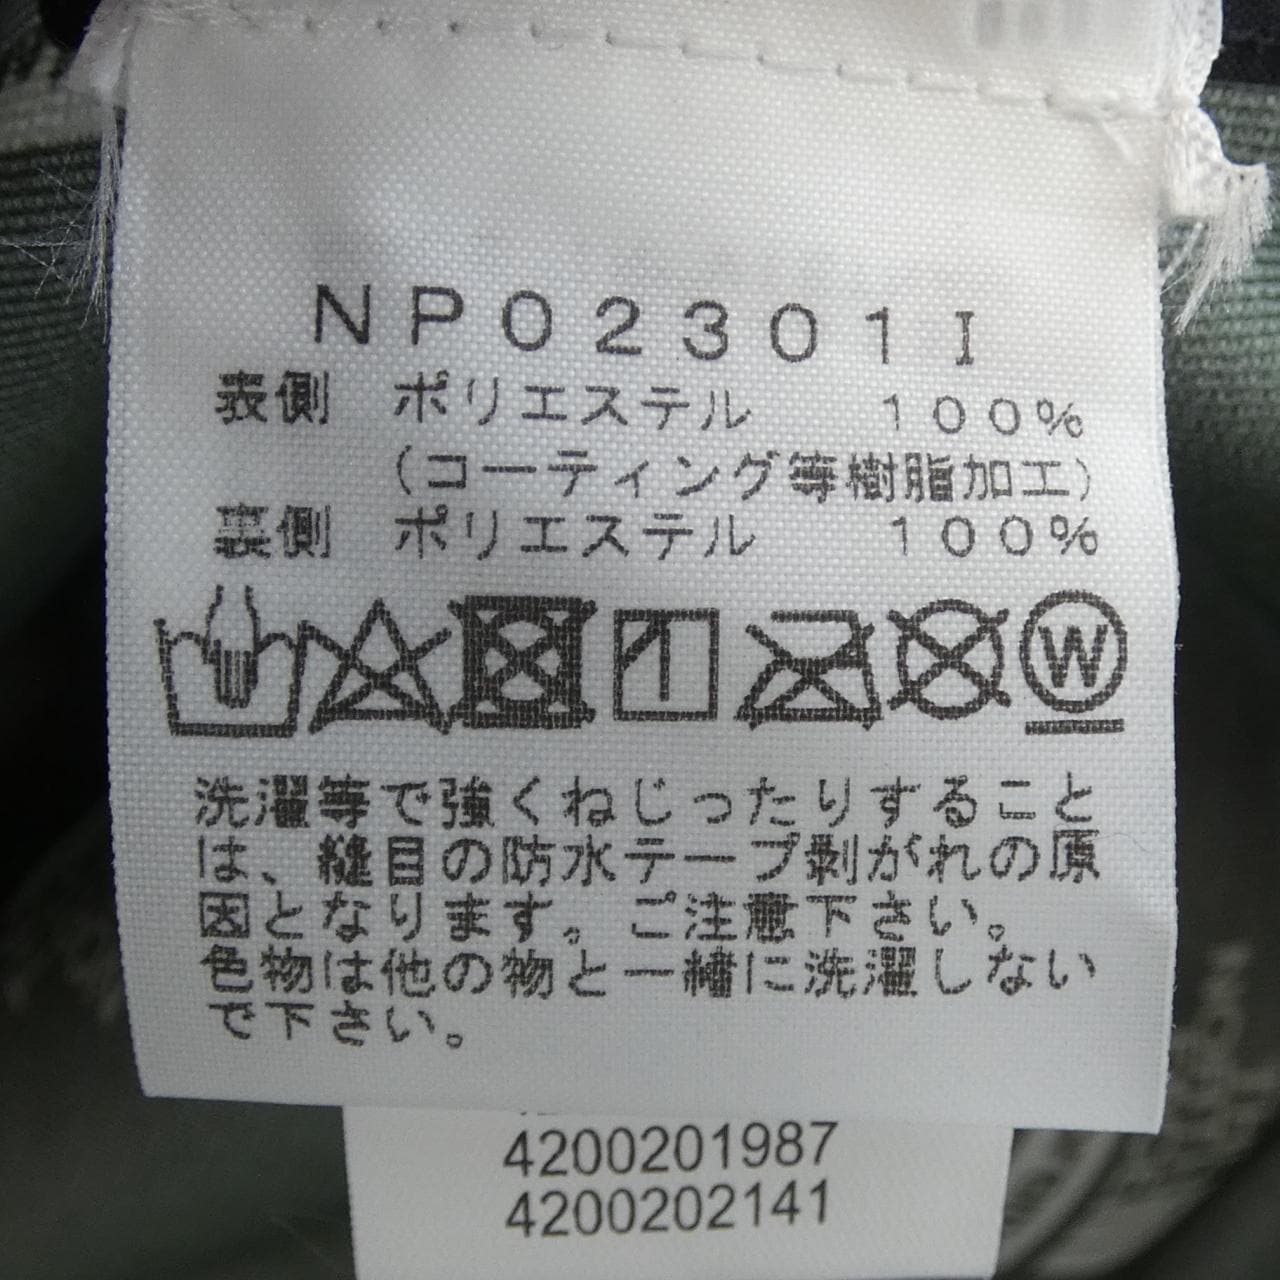 NP02301I
表側 ポリエステル 100%
(コーティング等樹脂加工)
裏側 ポリエステル 100%
W
洗濯等で強くねじったりすること
は、縫目の防水テープ剥がれの原
因となります。ご注意下さい。
色物は他の物と一緒に洗濯しない
で下さい。
4200201987
4200202141